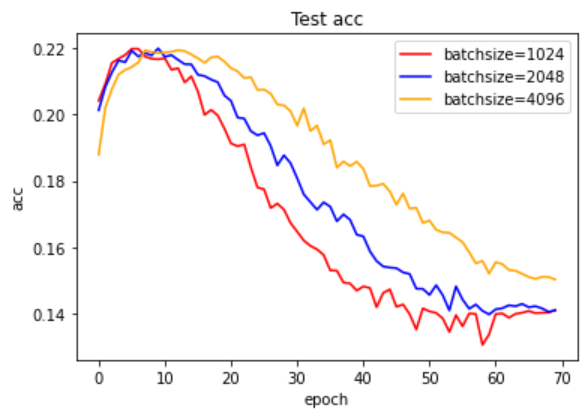 Test acc
batchsize=1024
batchsize=2048
batchsize=4096
acc
0.22
0.20
0.18
0.16
0.14
0 10 20 30 40 50 60 70
epoch